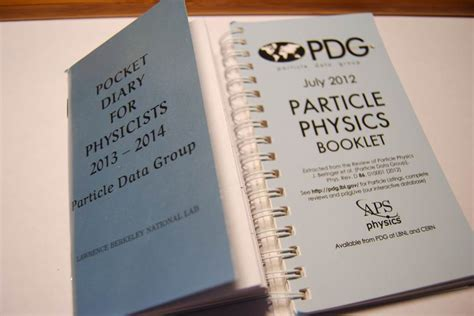 POCKET
DIARY
FOR
PHYSICISTS
2013 – 2014
Particle Data Group
LAWRENCE BERKELEY NATIONAL LAB
PDG
particle data group
July 2012
PARTICLE
PHYSICS
BOOKLET
Extracted from the Review of Particle Physics
J. Beringer et al. (Particle Data Group),
Phys. Rev. D 86, 010001 (2012)
See http://pdg.lbl.gov/ for Particle Listings, complete
reviews and pdgLive (our interactive database)
APS
physics
Available from PDG at LBNL and CERN